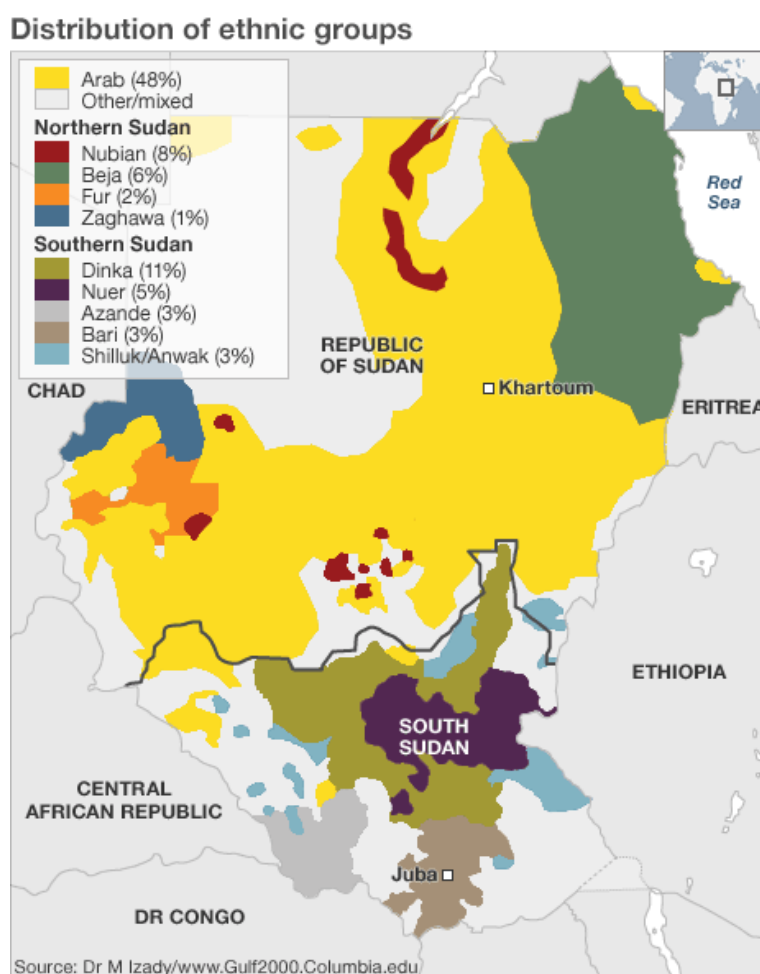 Distribution of ethnic groups
Arab (48%)
Other/mixed
Northern Sudan
Nubian (8%)
Beja (6%)
Fur (2%)
Zaghawa (1%)
Southern Sudan
Dinka (11%)
Nuer (5%)
Azande (3%)
Bari (3%)
Shilluk/Anwak (3%)
Red
Sea
REPUBLIC
OF SUDAN
CHAD
Khartoum
ERITREA
ETHIOPIA
SOUTH
SUDAN
CENTRAL
AFRICAN REPUBLIC
Juba
DR CONGO
Source: Dr M Izady/www.Gulf2000.Columbia.edu